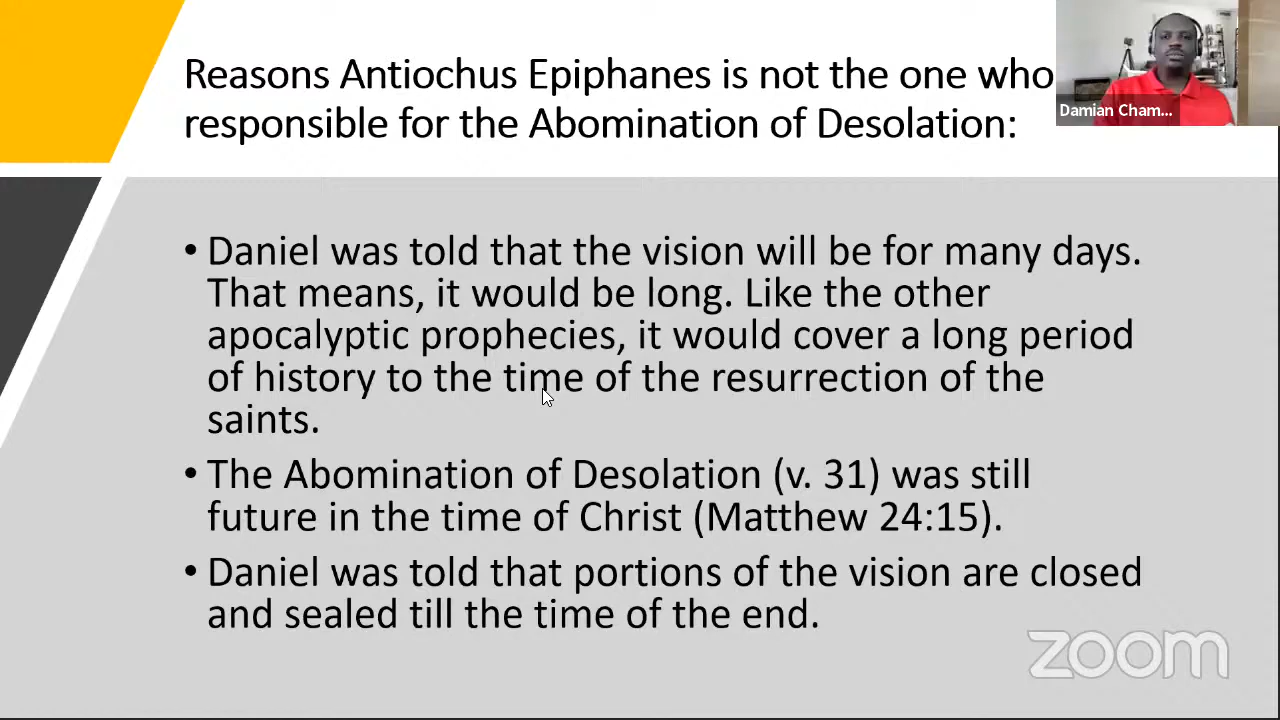 Reasons Antiochus Epiphanes is not the one who
responsible for the Abomination of Desolation:
Damian Cham...
• Daniel was told that the vision will be for many days.
That means, it would be long. Like the other
apocalyptic prophecies, it would cover a long period
of history to the time of the resurrection of the
saints.
• The Abomination of Desolation (v. 31) was still
future in the time of Christ (Matthew 24:15).
• Daniel was told that portions of the vision are closed
and sealed till the time of the end.
zoom